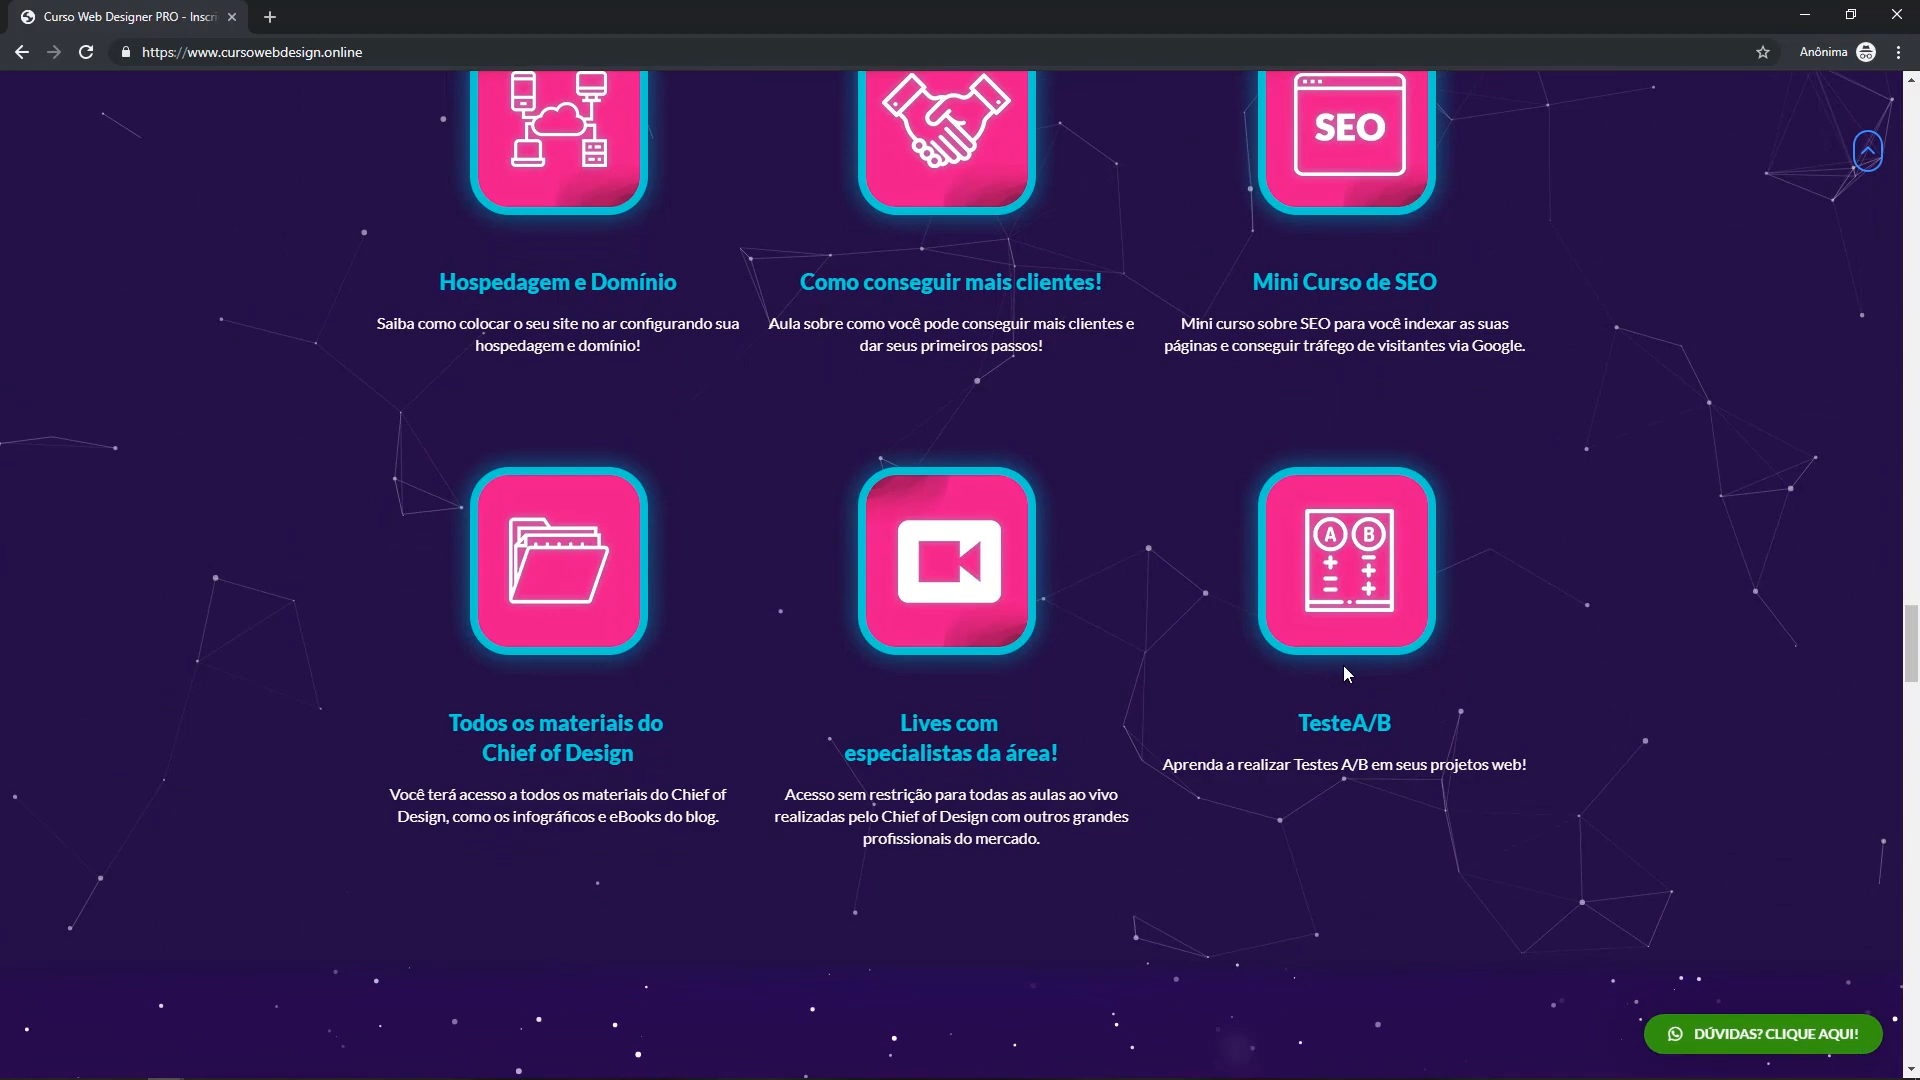 Curso Web Designer PRO - Inscri
https://www.cursowebdesign.online
Anônima
SEO
Hospedagem e Domínio
Saiba como colocar o seu site no ar configurando sua
hospedagem e domínio!
Como conseguir mais clientes!
Aula sobre como você pode conseguir mais clientes e
dar seus primeiros passos!
Mini Curso de SEO
Mini curso sobre SEO para você indexar as suas
páginas e conseguir tráfego de visitantes via Google.
A B
Todos os materiais do
Chief of Design
Você terá acesso a todos os materiais do Chief of
Design, como os infográficos e eBooks do blog.
Lives com
especialistas da área!
Acesso sem restrição para todas as aulas ao vivo
realizadas pelo Chief of Design com outros grandes
profissionais do mercado.
TesteA/B
Aprenda a realizar Testes A/B em seus projetos web!
DÚVIDAS? CLIQUE AQUI!